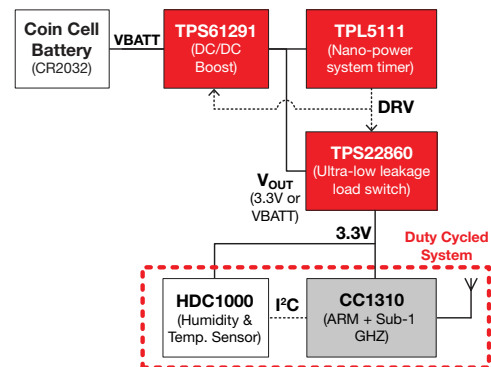 Coin Cell
Battery
(CR2032)
VBATT
TPS61291
(DC/DC
Boost)
TPL5111
(Nano-power
system timer)
DRV
TPS22860
(Ultra-low leakage
load switch)
VOUT
(3.3V or
VBATT)
3.3V
Duty Cycled
System
HDC1000
(Humidity &
Temp. Sensor)
I²C
CC1310
(ARM + Sub-1
GHZ)